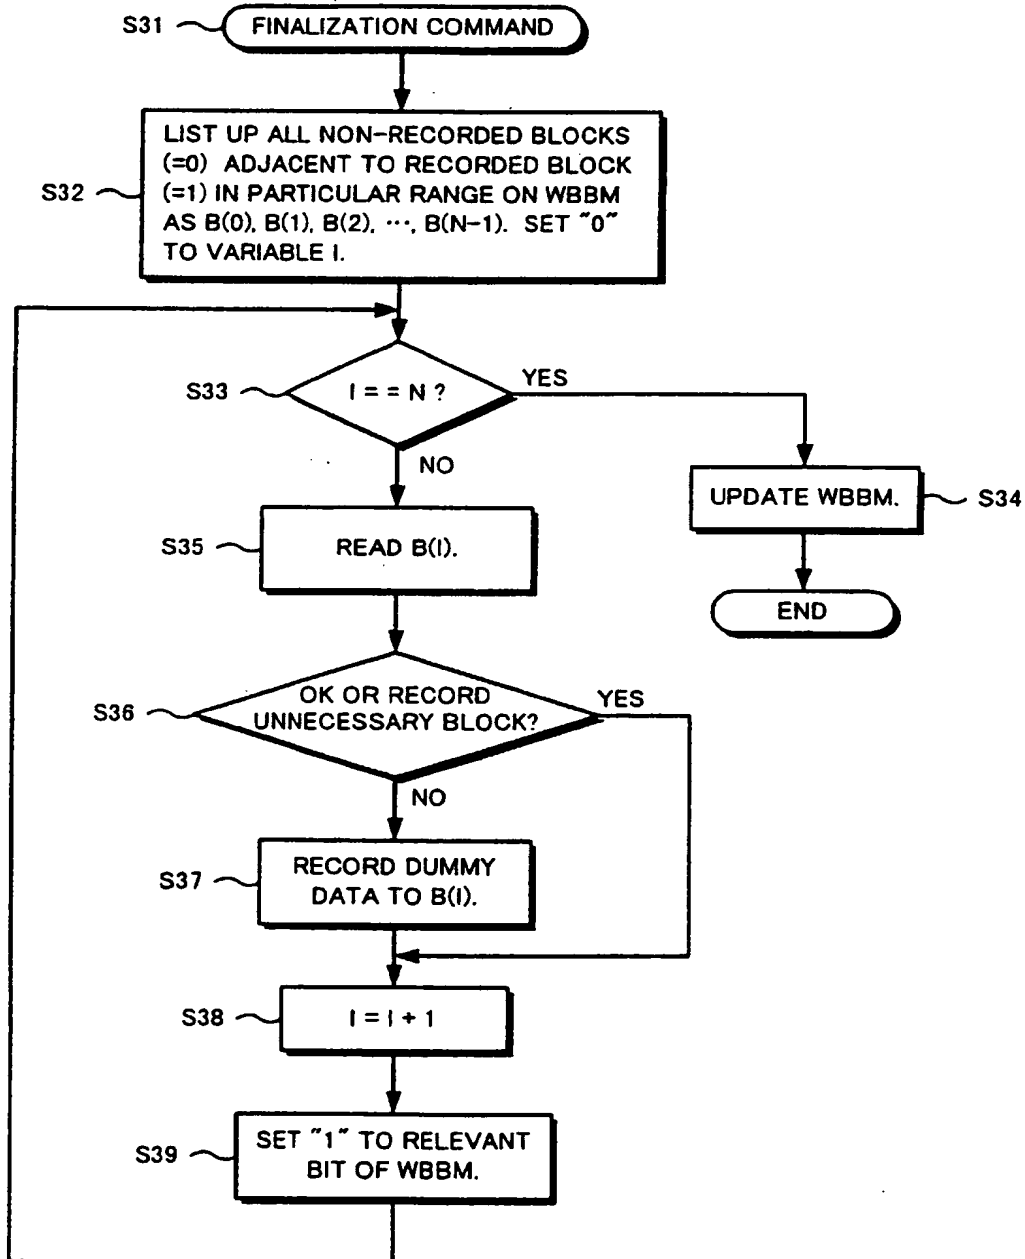 S31
FINALIZATION COMMAND
S32
LIST UP ALL NON-RECORDED BLOCKS
(=0) ADJACENT TO RECORDED BLOCK
(=1) IN PARTICULAR RANGE ON WBBM
AS B(0), B(1), B(2), ···, B(N-1). SET "0"
TO VARIABLE I.
S33
I = = N ?
YES
NO
UPDATE WBBM.
S34
S35
READ B(I).
END
S36
OK OR RECORD
UNNECESSARY BLOCK?
YES
NO
S37
RECORD DUMMY
DATA TO B(I).
S38
I = I + 1
S39
SET "1" TO RELEVANT
BIT OF WBBM.